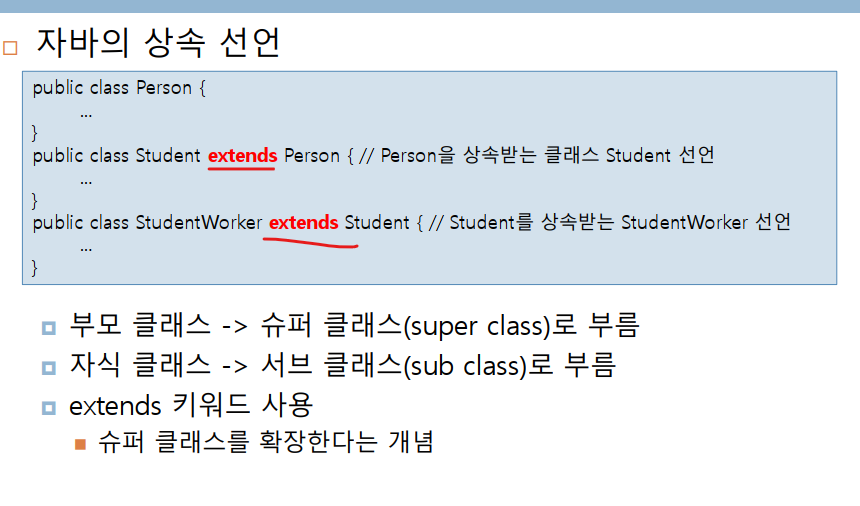 자바의 상속 선언
public class Person {
...
}
public class Student extends Person { // Person을 상속받는 클래스 Student 선언
...
}
public class StudentWorker extends Student { // Student를 상속받는 StudentWorker 선언
...
}
부모 클래스 -> 슈퍼 클래스(super class)로 부름
자식 클래스 -> 서브 클래스(sub class)로 부름
extends 키워드 사용
슈퍼 클래스를 확장한다는 개념